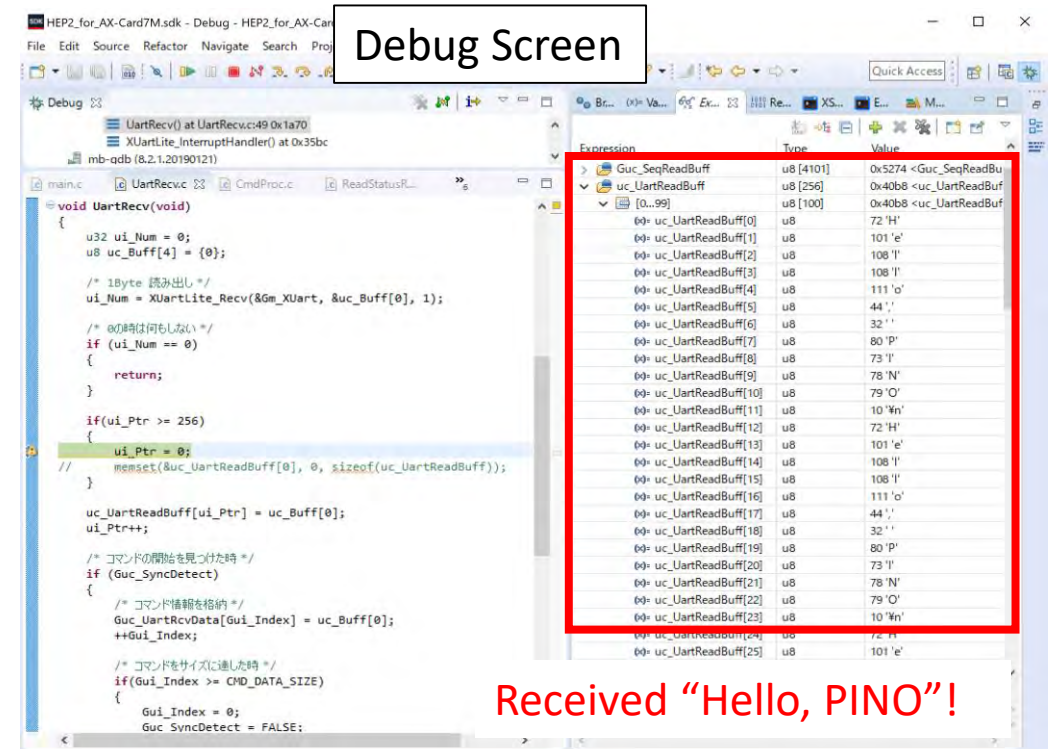 HEP2_for_AX-Card7M.sdk - Debug - HEP2_for_AX-Car
Debug Screen
File Edit Source Refactor Navigate Search Proj
Quick Access
Debug
UartRecv() at UartRecv.c:49 0x1a70
XUartLite_InterruptHandler() at 0x35bc
mb-gdb (8.2.1.20190121)
main.c UartRecv.c CmdProc.c ReadStatusR... »6
void UartRecv(void)
{
u32 ui_Num = 0;
u8 uc_Buff[4] = {0};
/* 1Byte 読み出し */
ui_Num = XUartLite_Recv(&Gm_XUart, &uc_Buff[0], 1);
/* 0の時は何もしない */
if (ui_Num == 0)
{
return;
}
if(ui_Ptr >= 256)
{
ui_Ptr = 0;
// memset(&uc_UartReadBuff[0], 0, sizeof(uc_UartReadBuff));
}
uc_UartReadBuff[ui_Ptr] = uc_Buff[0];
ui_Ptr++;
/* コマンドの開始を見つけた時 */
if (Guc_SyncDetect)
{
/* コマンド情報を格納 */
Guc_UartRcvData[Gui_Index] = uc_Buff[0];
++Gui_Index;
/* コマンドをサイズに達した時 */
if(Gui_Index >= CMD_DATA_SIZE)
{
Gui_Index = 0;
Guc_SyncDetect = FALSE;
Br... (x)= Va... Ex... Re... XS... E... M...
Expression Type Value
Guc_SeqReadBuff u8 [4101] 0x5274 <Guc_SeqReadBu
uc_UartReadBuff u8 [256] 0x40b8 <uc_UartReadBuf
[0...99] u8 [100] 0x40b8 <uc_UartReadBuf
(x)= uc_UartReadBuff[0] u8 72 'H'
(x)= uc_UartReadBuff[1] u8 101 'e'
(x)= uc_UartReadBuff[2] u8 108 'l'
(x)= uc_UartReadBuff[3] u8 108 'l'
(x)= uc_UartReadBuff[4] u8 111 'o'
(x)= uc_UartReadBuff[5] u8 44 ','
(x)= uc_UartReadBuff[6] u8 32 ' '
(x)= uc_UartReadBuff[7] u8 80 'P'
(x)= uc_UartReadBuff[8] u8 73 'I'
(x)= uc_UartReadBuff[9] u8 78 'N'
(x)= uc_UartReadBuff[10] u8 79 'O'
(x)= uc_UartReadBuff[11] u8 10 '¥n'
(x)= uc_UartReadBuff[12] u8 72 'H'
(x)= uc_UartReadBuff[13] u8 101 'e'
(x)= uc_UartReadBuff[14] u8 108 'l'
(x)= uc_UartReadBuff[15] u8 108 'l'
(x)= uc_UartReadBuff[16] u8 111 'o'
(x)= uc_UartReadBuff[17] u8 44 ','
(x)= uc_UartReadBuff[18] u8 32 ' '
(x)= uc_UartReadBuff[19] u8 80 'P'
(x)= uc_UartReadBuff[20] u8 73 'I'
(x)= uc_UartReadBuff[21] u8 78 'N'
(x)= uc_UartReadBuff[22] u8 79 'O'
(x)= uc_UartReadBuff[23] u8 10 '¥n'
(x)= uc_UartReadBuff[24] u8 72 'H'
(x)= uc_UartReadBuff[25] u8 101 'e'
Received “Hello, PINO”!